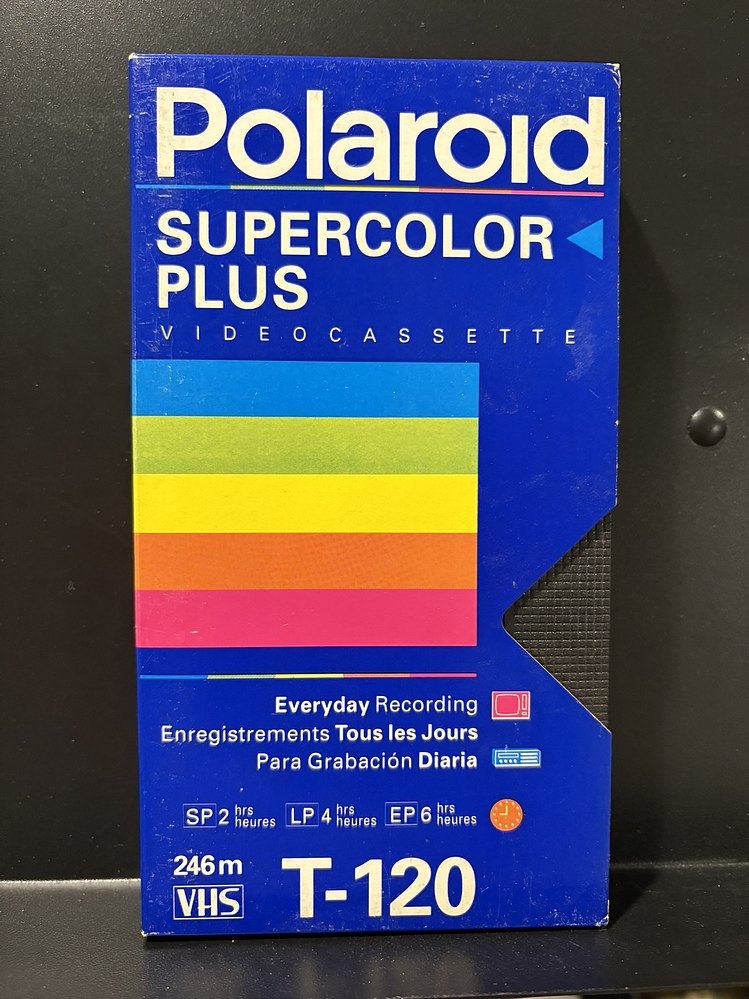 Polaroid
SUPERCOLOR
PLUS
VIDEOCASSETTE
Everyday Recording
Enregistrements Tous les Jours
Para Grabación Diaria
SP 2 hrs heures LP 4 hrs heures EP 6 hrs heures
246m
VHS T-120